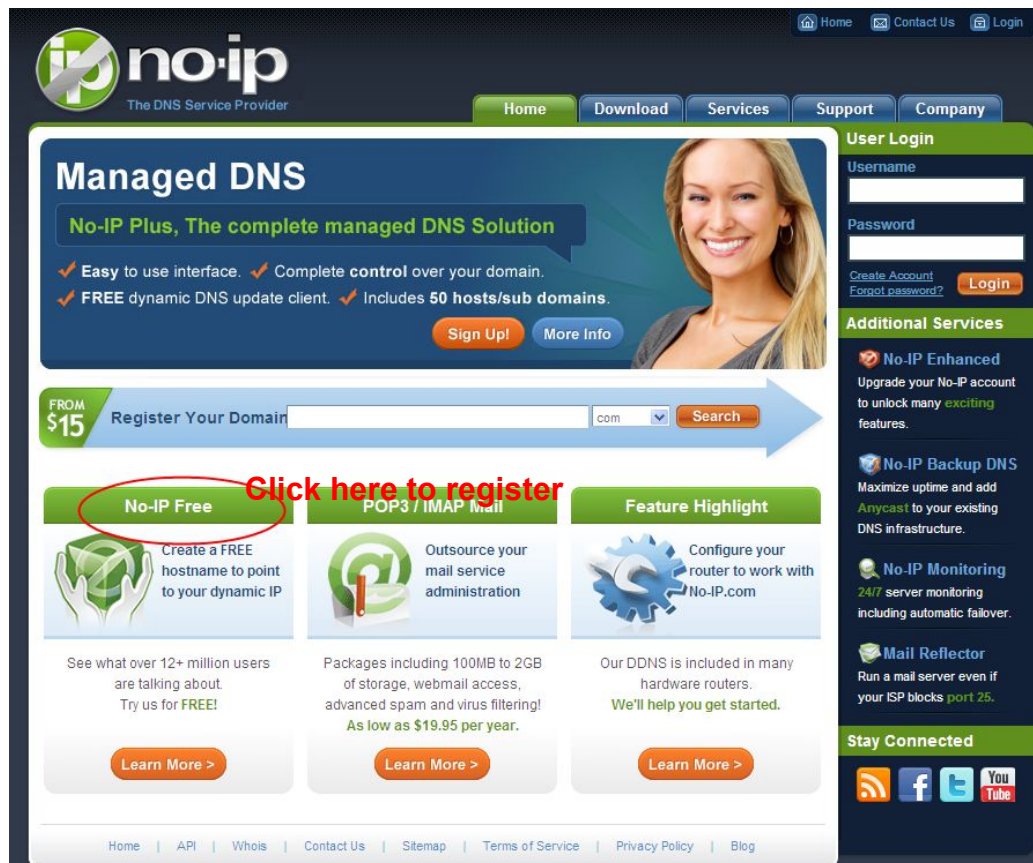 Home Contact Us Login
ip no·ip
The DNS Service Provider
Home Download Services Support Company
Managed DNS
No-IP Plus, The complete managed DNS Solution
Easy to use interface. Complete control over your domain.
FREE dynamic DNS update client. Includes 50 hosts/sub domains.
Sign Up! More Info
FROM
$15
Register Your Domain com Search
Click here to register
No-IP Free
Create a FREE
hostname to point
to your dynamic IP
See what over 12+ million users
are talking about.
Try us for FREE!
Learn More >
POP3 / IMAP Mail
Outsource your
mail service
administration
Packages including 100MB to 2GB
of storage, webmail access,
advanced spam and virus filtering!
As low as $19.95 per year.
Learn More >
Feature Highlight
Configure your
router to work with
No-IP.com
Our DDNS is included in many
hardware routers.
We'll help you get started.
Learn More >
User Login
Username
Password
Create Account
Forgot password?
Login
Additional Services
No-IP Enhanced
Upgrade your No-IP account
to unlock many exciting
features.
No-IP Backup DNS
Maximize uptime and add
Anycast to your existing
DNS infrastructure.
No-IP Monitoring
24/7 server monitoring
including automatic failover.
Mail Reflector
Run a mail server even if
your ISP blocks port 25.
Stay Connected
f t You
Tube
Home | API | Whois | Contact Us | Sitemap | Terms of Service | Privacy Policy | Blog